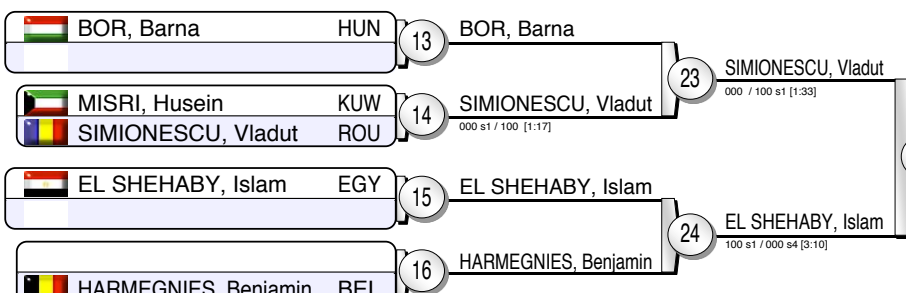 BOR, Barna HUN
13
BOR, Barna
23
SIMIONESCU, Vladut
000 / 100 s1 [1:33]
MISRI, Husein KUW
SIMIONESCU, Vladut ROU
14
SIMIONESCU, Vladut
000 s1 / 100 [1:17]
EL SHEHABY, Islam EGY
15
EL SHEHABY, Islam
24
EL SHEHABY, Islam
100 s1 / 000 s4 [3:10]
16
HARMEGNIES, Benjamin
HARMEGNIES, Benjamin BEL